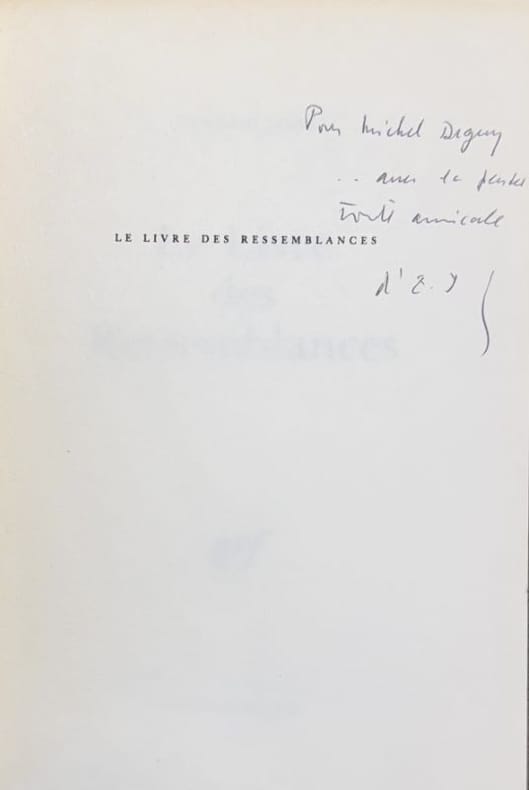 Pour Michel Deguy
.. avec la pensée
toute amicale
LE LIVRE DES RESSEMBLANCES
d'E. J